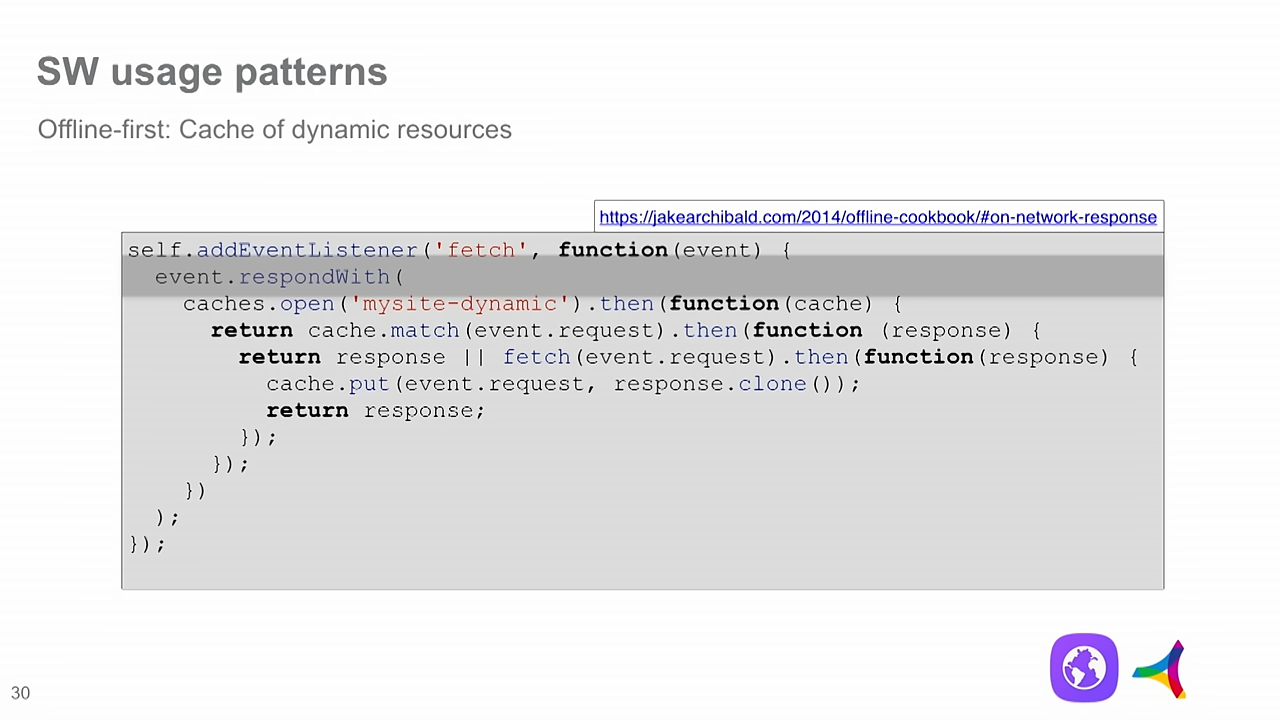 SW usage patterns
Offline-first: Cache of dynamic resources
https://jakearchibald.com/2014/offline-cookbook/#on-network-response
self.addEventListener('fetch', function(event) {
  event.respondWith(
    caches.open('mysite-dynamic').then(function(cache) {
      return cache.match(event.request).then(function (response) {
        return response || fetch(event.request).then(function(response) {
          cache.put(event.request, response.clone());
          return response;
        });
      });
    })
  );
});
30